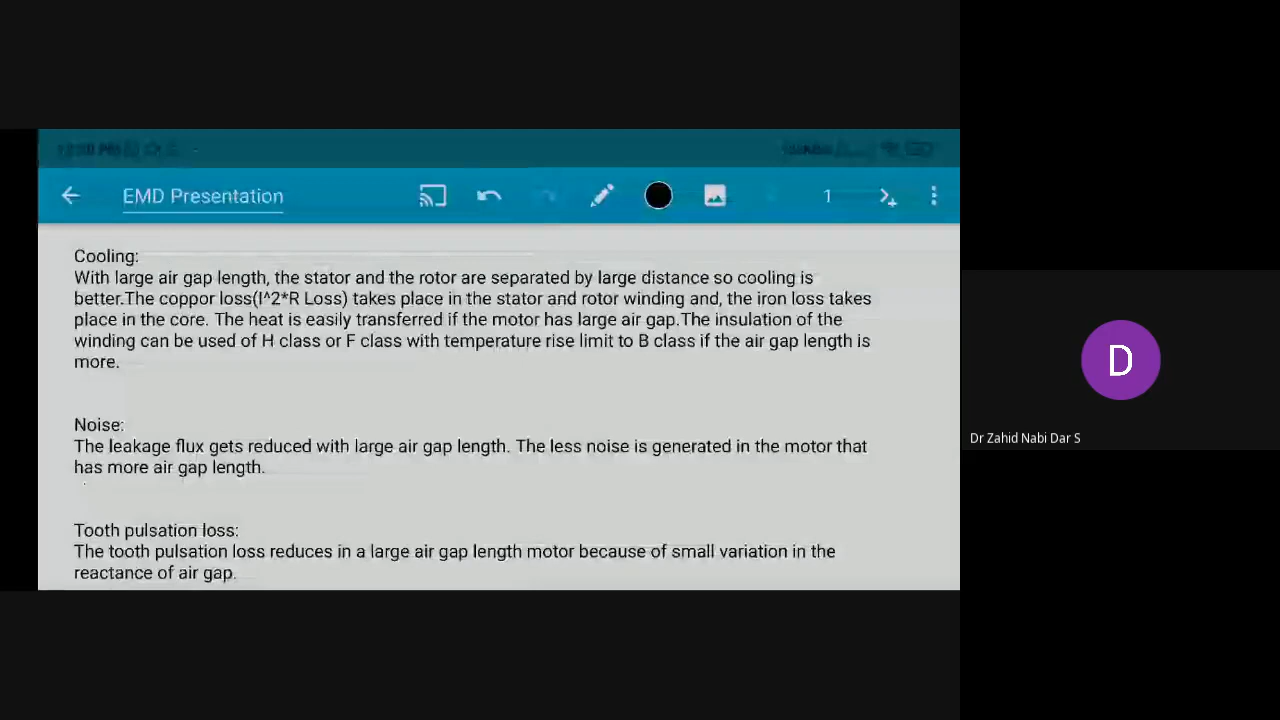 EMD Presentation
1
Cooling:
With large air gap length, the stator and the rotor are separated by large distance so cooling is
better.The coppor loss(I^2*R Loss) takes place in the stator and rotor winding and, the iron loss takes
place in the core. The heat is easily transferred if the motor has large air gap.The insulation of the
winding can be used of H class or F class with temperature rise limit to B class if the air gap length is
more.
Noise:
The leakage flux gets reduced with large air gap length. The less noise is generated in the motor that
has more air gap length.
Tooth pulsation loss:
The tooth pulsation loss reduces in a large air gap length motor because of small variation in the
reactance of air gap.
D
Dr Zahid Nabi Dar S